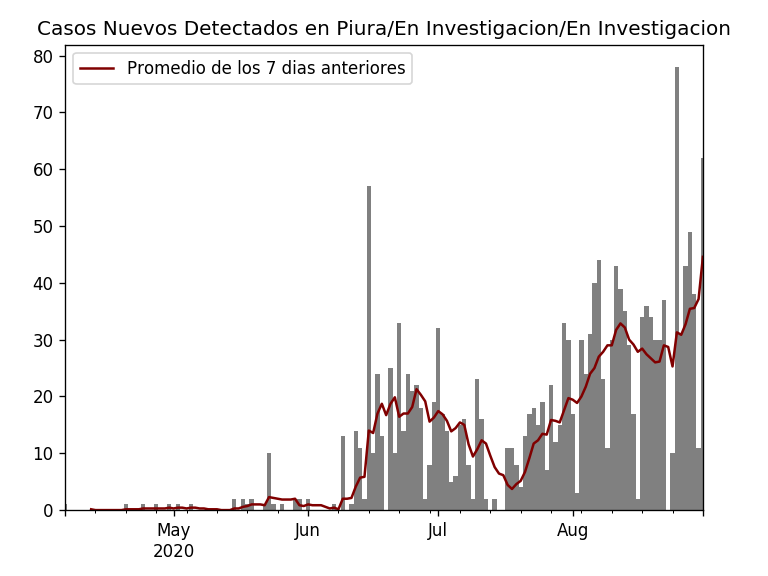 Casos Nuevos Detectados en Piura/En Investigacion/En Investigacion
Promedio de los 7 dias anteriores
80
70
60
50
40
30
20
10
0
May
2020
Jun
Jul
Aug